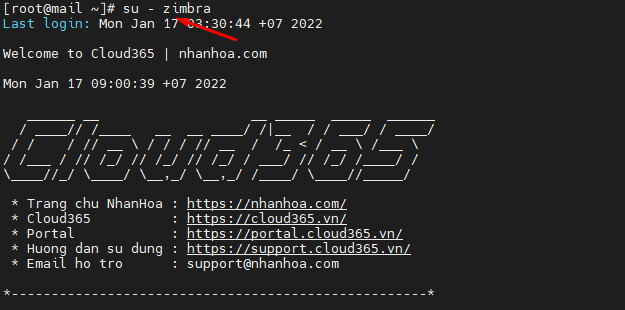 [root@mail ~]# su - zimbra
Last login: Mon Jan 17 03:30:44 +07 2022
Welcome to Cloud365 | nhanhoa.com
Mon Jan 17 09:00:39 +07 2022
Cloud365
* Trang chu NhanHoa : https://nhanhoa.com/
* Cloud365 : https://cloud365.vn/
* Portal : https://portal.cloud365.vn/
* Huong dan su dung : https://support.cloud365.vn/
* Email ho tro : support@nhanhoa.com
*----------------------------------------------------*